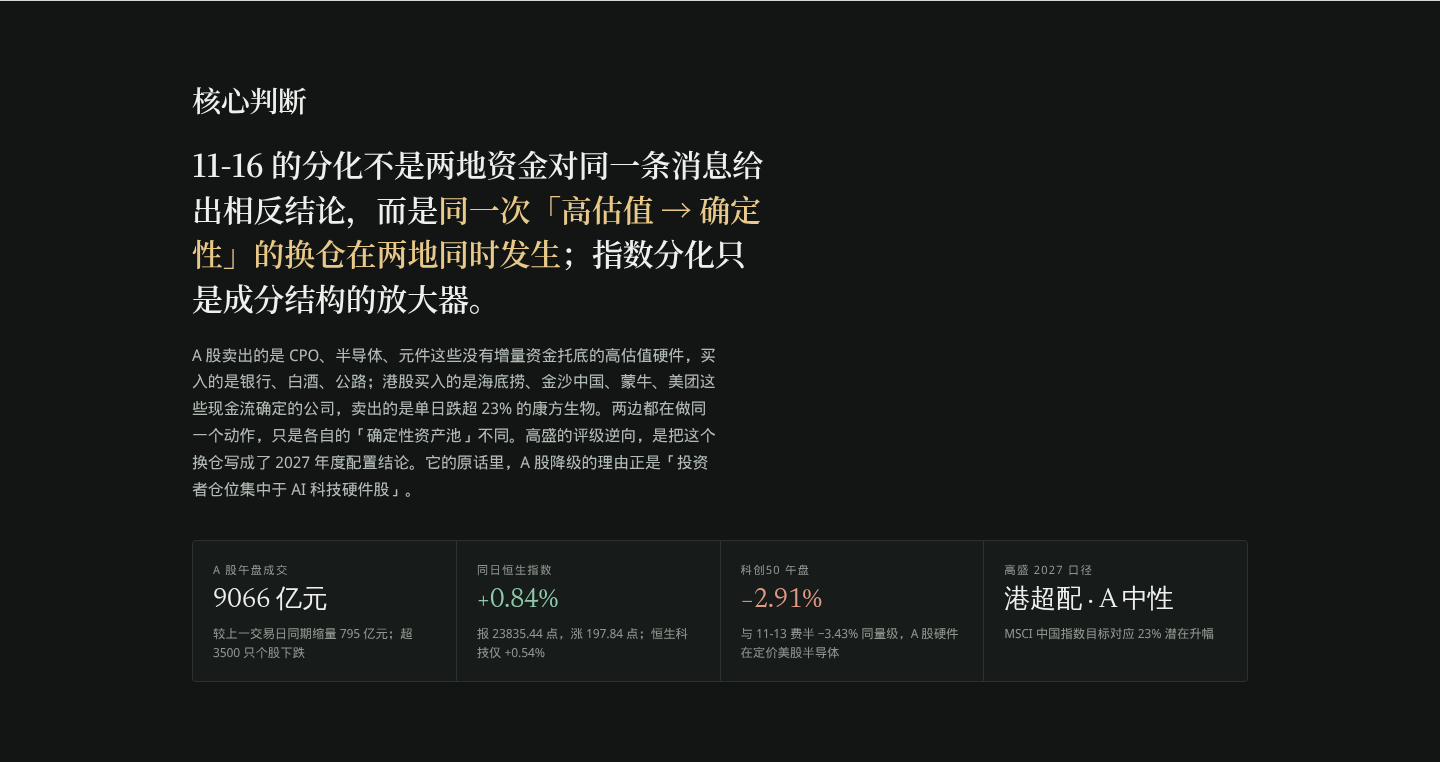 核心判断
11-16 的分化不是两地资金对同一条消息给
出相反结论，而是同一次「高估值 → 确定
性」的换仓在两地同时发生；指数分化只
是成分结构的放大器。
A 股卖出的是 CPO、半导体、元件这些没有增量资金托底的高估值硬件，买
入的是银行、白酒、公路；港股买入的是海底捞、金沙中国、蒙牛、美团这
些现金流确定的公司，卖出的是单日跌超 23% 的康方生物。两边都在做同
一个动作，只是各自的「确定性资产池」不同。高盛的评级逆向，是把这个
换仓写成了 2027 年度配置结论。它的原话里，A 股降级的理由正是「投资
者仓位集中于 AI 科技硬件股」。
A 股午盘成交
9066 亿元
较上一交易日同期缩量 795 亿元；超
3500 只个股下跌
同日恒生指数
+0.84%
报 23835.44 点，涨 197.84 点；恒生科
技仅 +0.54%
科创50 午盘
−2.91%
与 11-13 费半 −3.43% 同量级，A 股硬件
在定价美股半导体
高盛 2027 口径
港超配 · A 中性
MSCI 中国指数目标对应 23% 潜在升幅